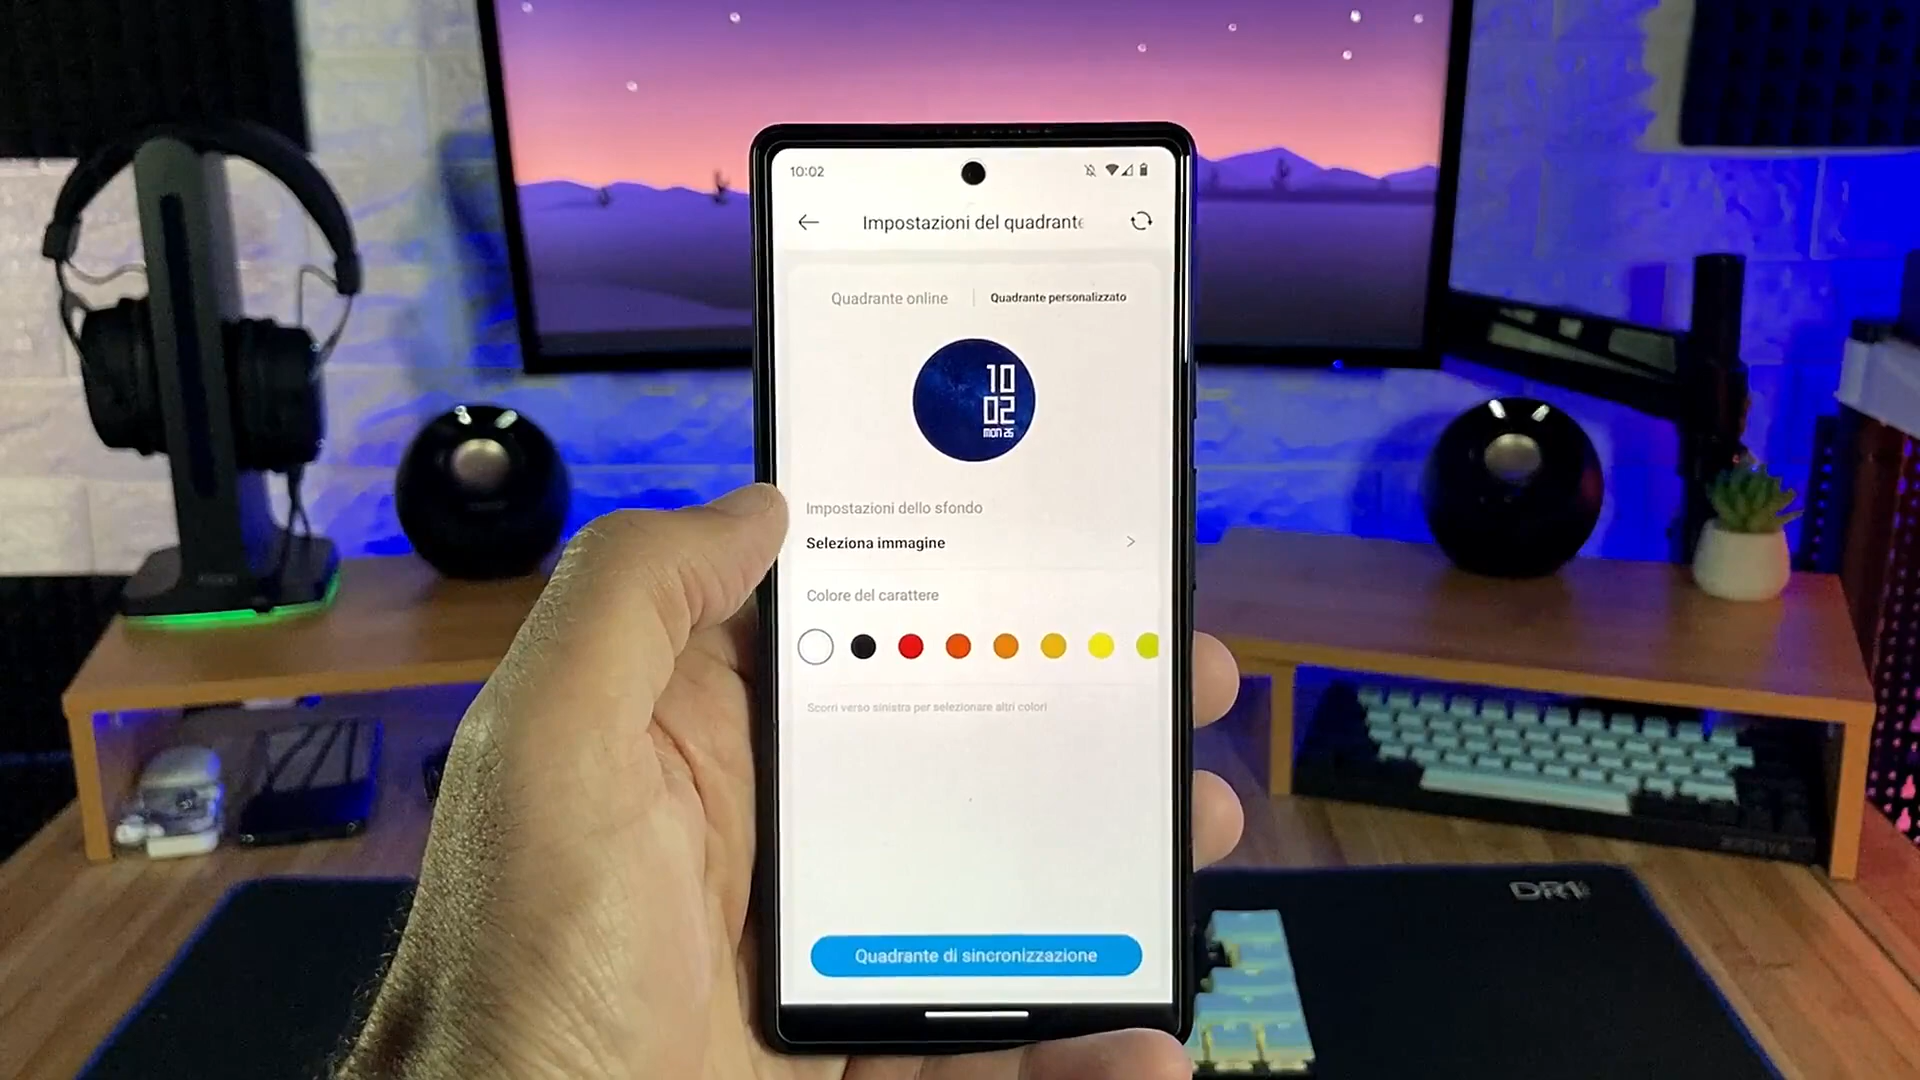 10:02
Impostazioni del quadrante
Quadrante online
Quadrante personalizzato
10
02
MON 26
Impostazioni dello sfondo
Seleziona immagine
Colore del carattere
Scorri verso sinistra per selezionare altri colori
Quadrante di sincronizzazione